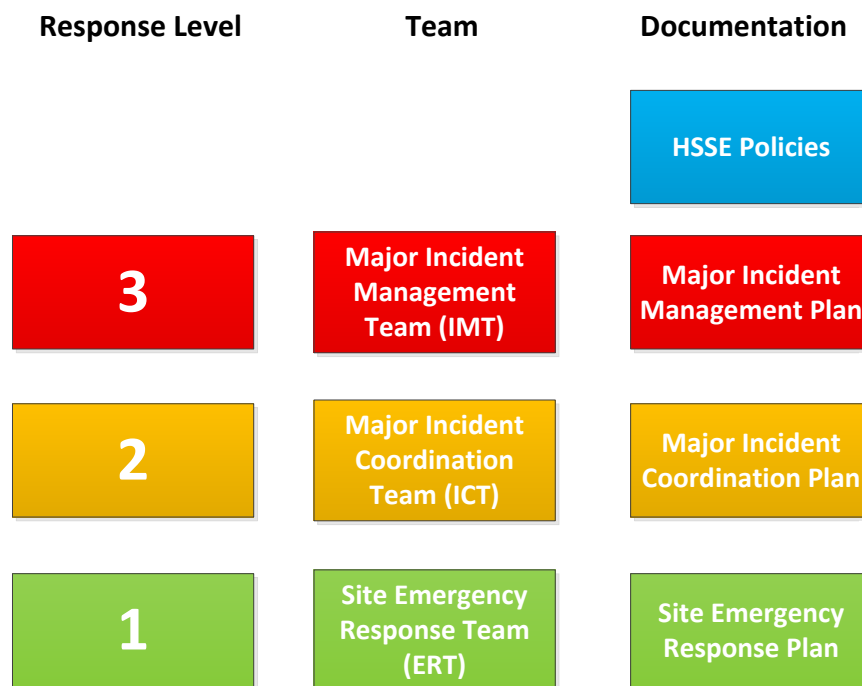 Response Level Team Documentation
HSSE Policies
3
Major Incident
Management
Team (IMT)
Major Incident
Management Plan
2
Major Incident
Coordination
Team (ICT)
Major Incident
Coordination Plan
1
Site Emergency
Response Team
(ERT)
Site Emergency
Response Plan